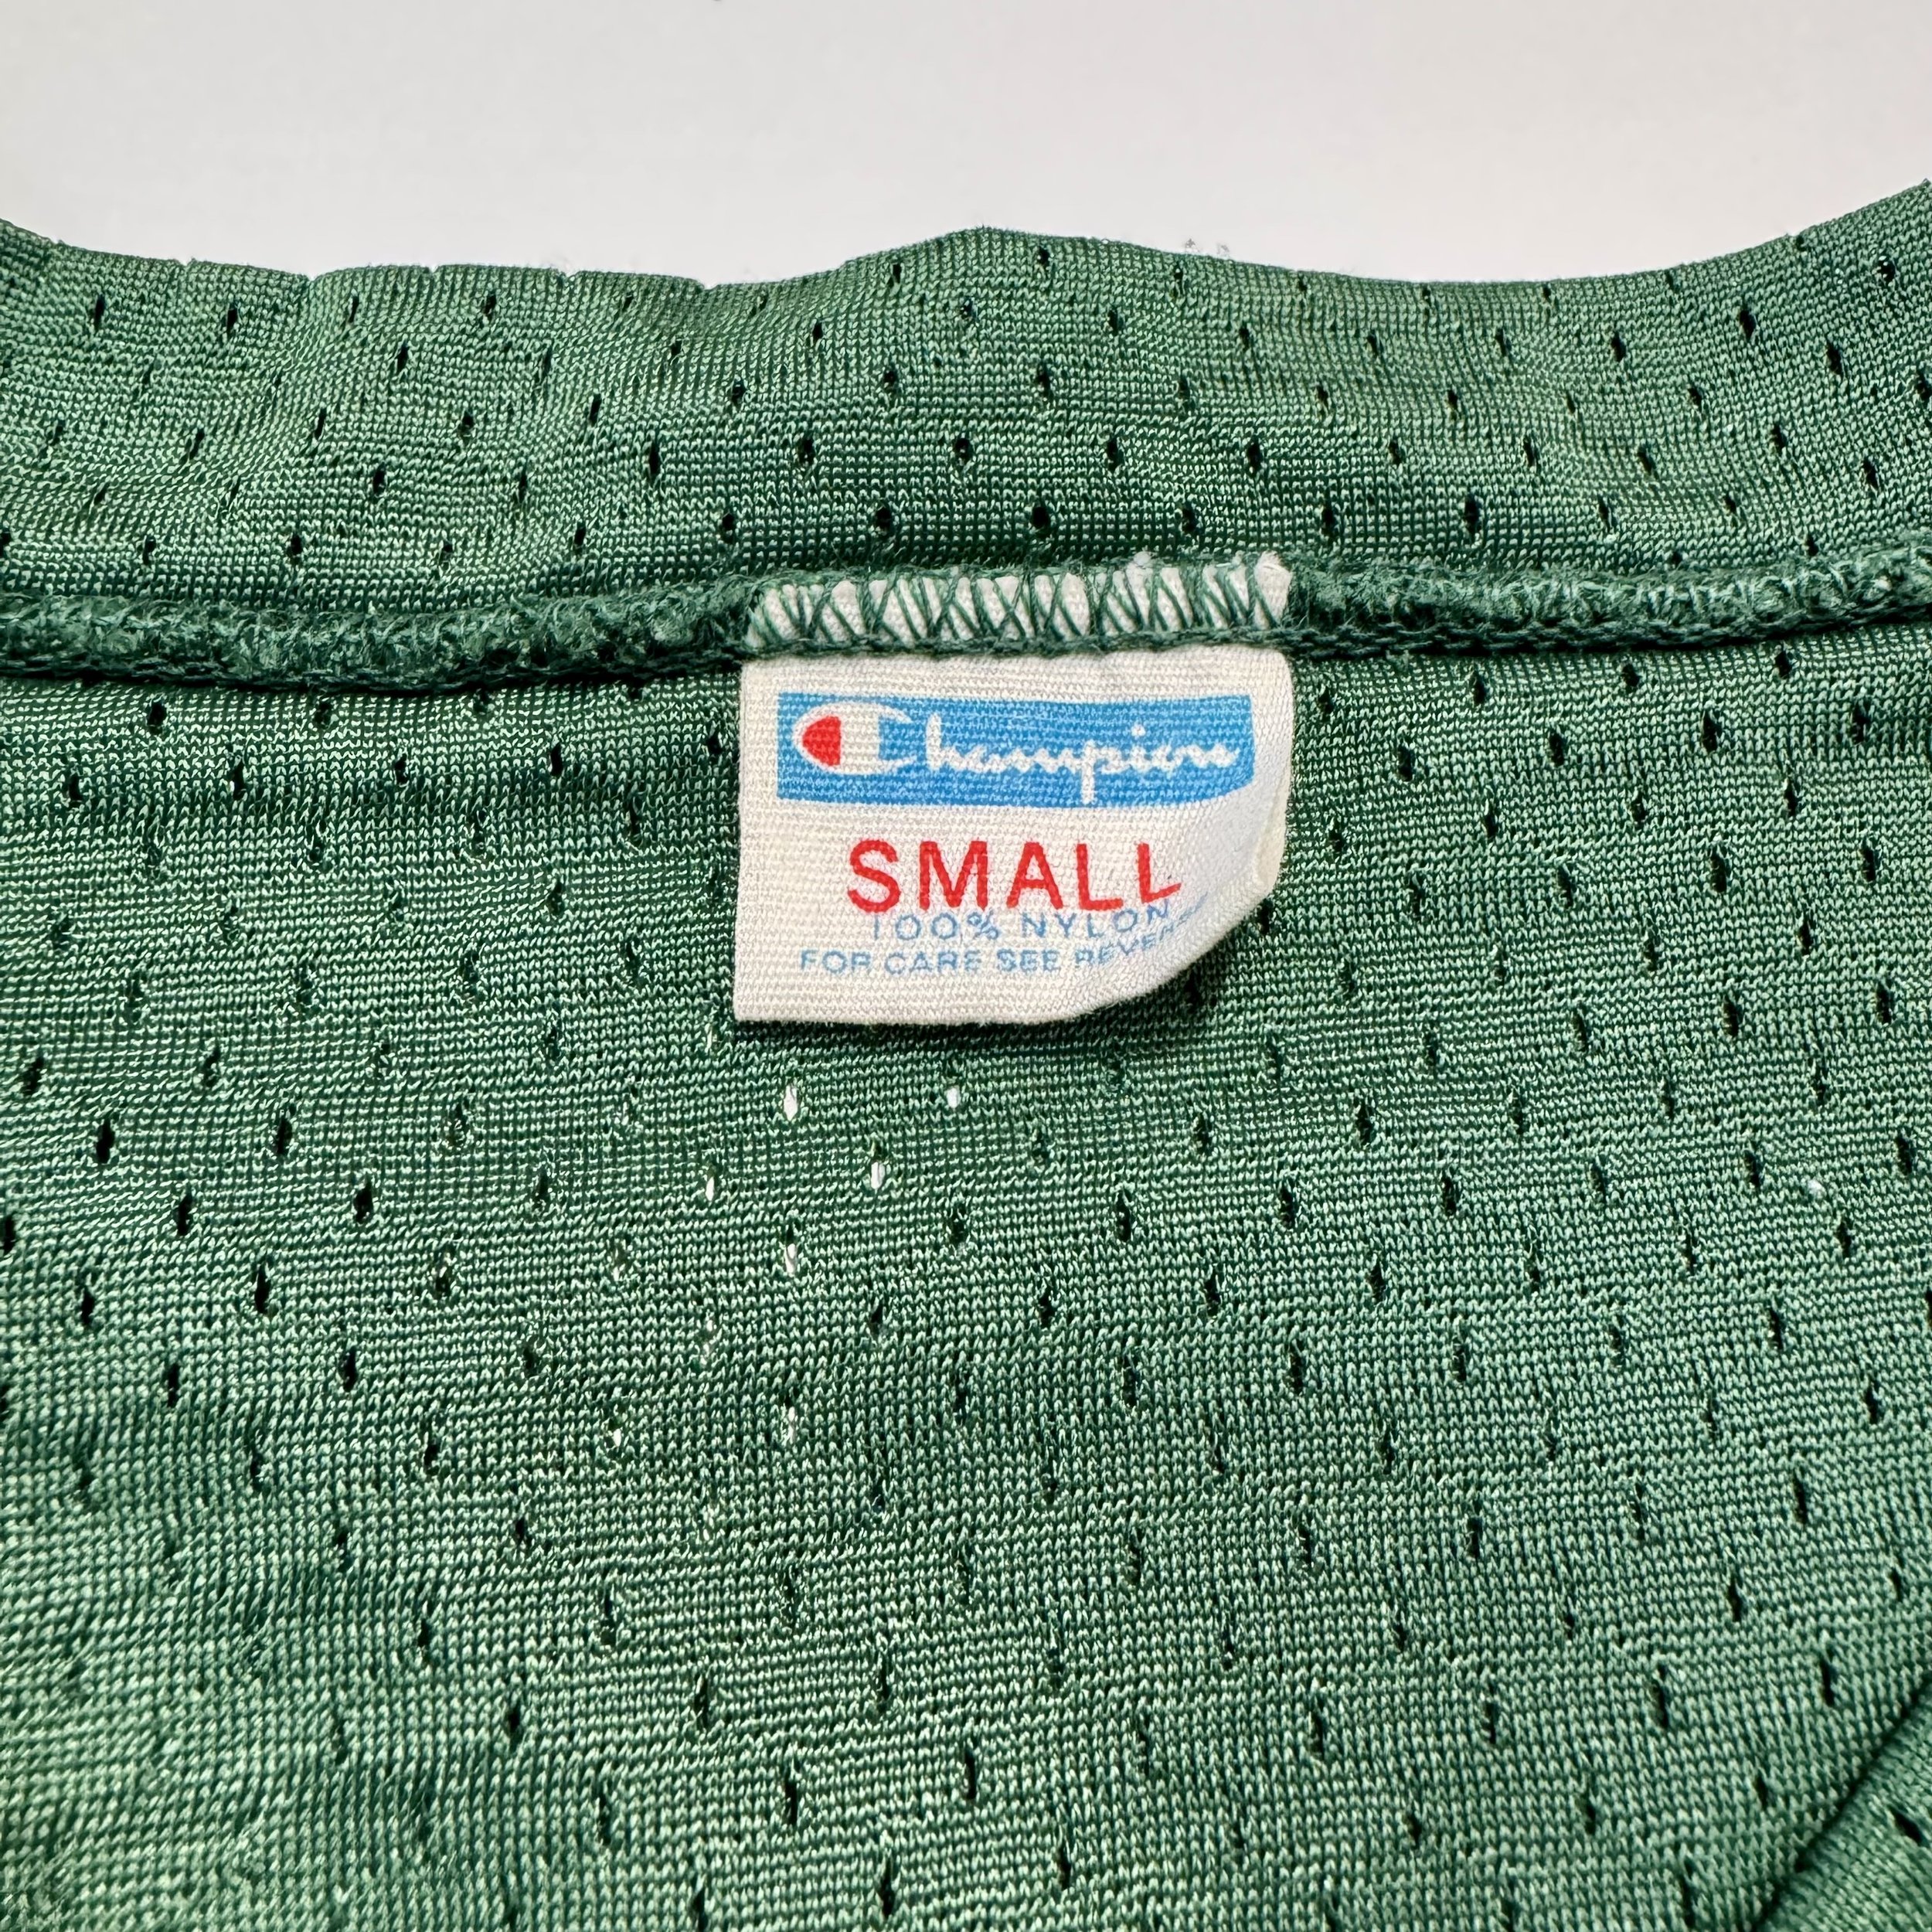 Champion
SMALL
100% NYLON
FOR CARE SEE